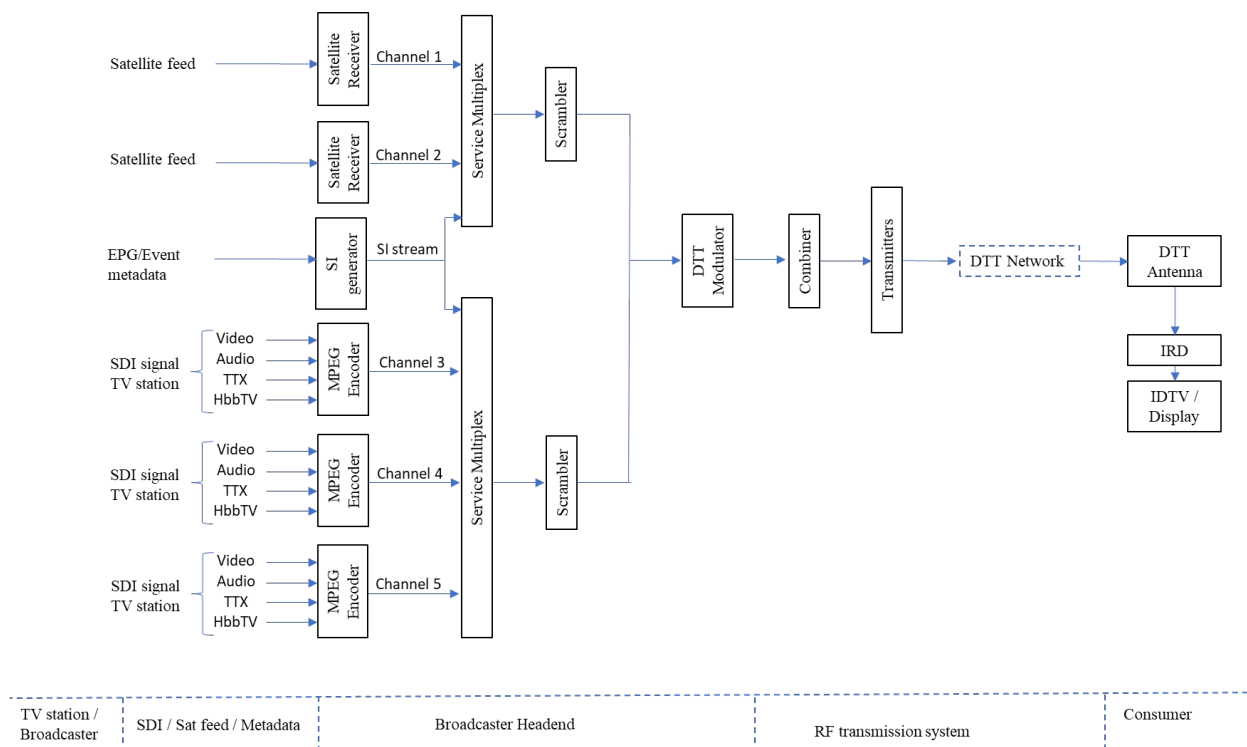 Satellite feed
Satellite
Receiver
Channel 1
Service Multiplex
Scrambler
Satellite feed
Satellite
Receiver
Channel 2
EPG/Event
metadata
SI
generator
SI stream
DTT
Modulator
Combiner
Transmitters
DTT Network
DTT
Antenna
IRD
IDTV /
Display
SDI signal
TV station
Video
Audio
TTX
HbbTV
MPEG
Encoder
Channel 3
SDI signal
TV station
Video
Audio
TTX
HbbTV
MPEG
Encoder
Channel 4
Service Multiplex
Scrambler
SDI signal
TV station
Video
Audio
TTX
HbbTV
MPEG
Encoder
Channel 5
TV station /
Broadcaster
SDI / Sat feed / Metadata
Broadcaster Headend
RF transmission system
Consumer